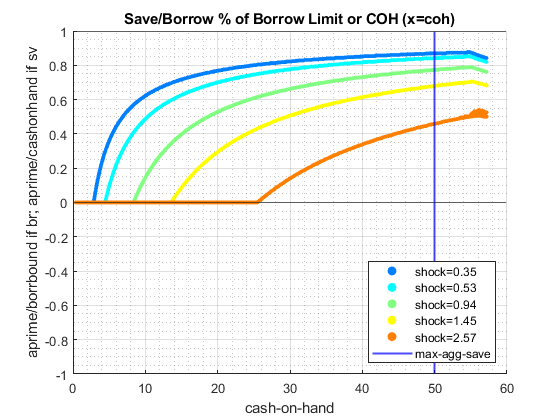 Save/Borrow % of Borrow Limit or COH (x=coh)
aprime/borrbound if br; aprime/cashonhand if sv
1
0.8
0.6
0.4
0.2
0
-0.2
-0.4
-0.6
-0.8
-1
shock=0.35
shock=0.53
shock=0.94
shock=1.45
shock=2.57
max-agg-save
0 10 20 30 40 50 60
cash-on-hand